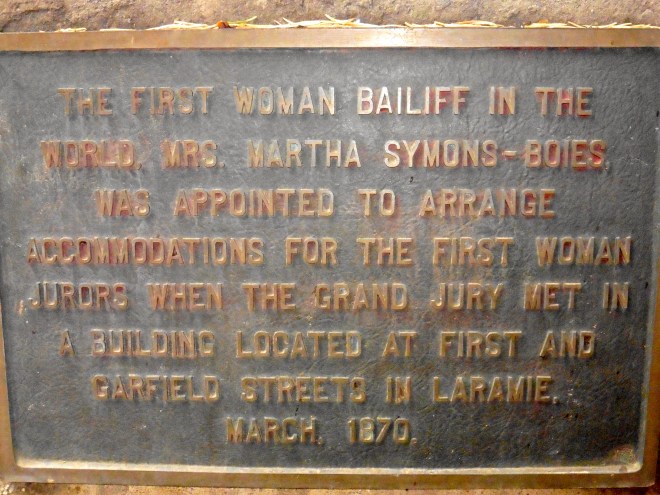 THE FIRST WOMAN BAILIFF IN THE
WORLD, MRS. MARTHA SYMONS-BOIES,
WAS APPOINTED TO ARRANGE
ACCOMMODATIONS FOR THE FIRST WOMAN
JURORS WHEN THE GRAND JURY MET IN
A BUILDING LOCATED AT FIRST AND
GARFIELD STREETS IN LARAMIE,
MARCH, 1870.